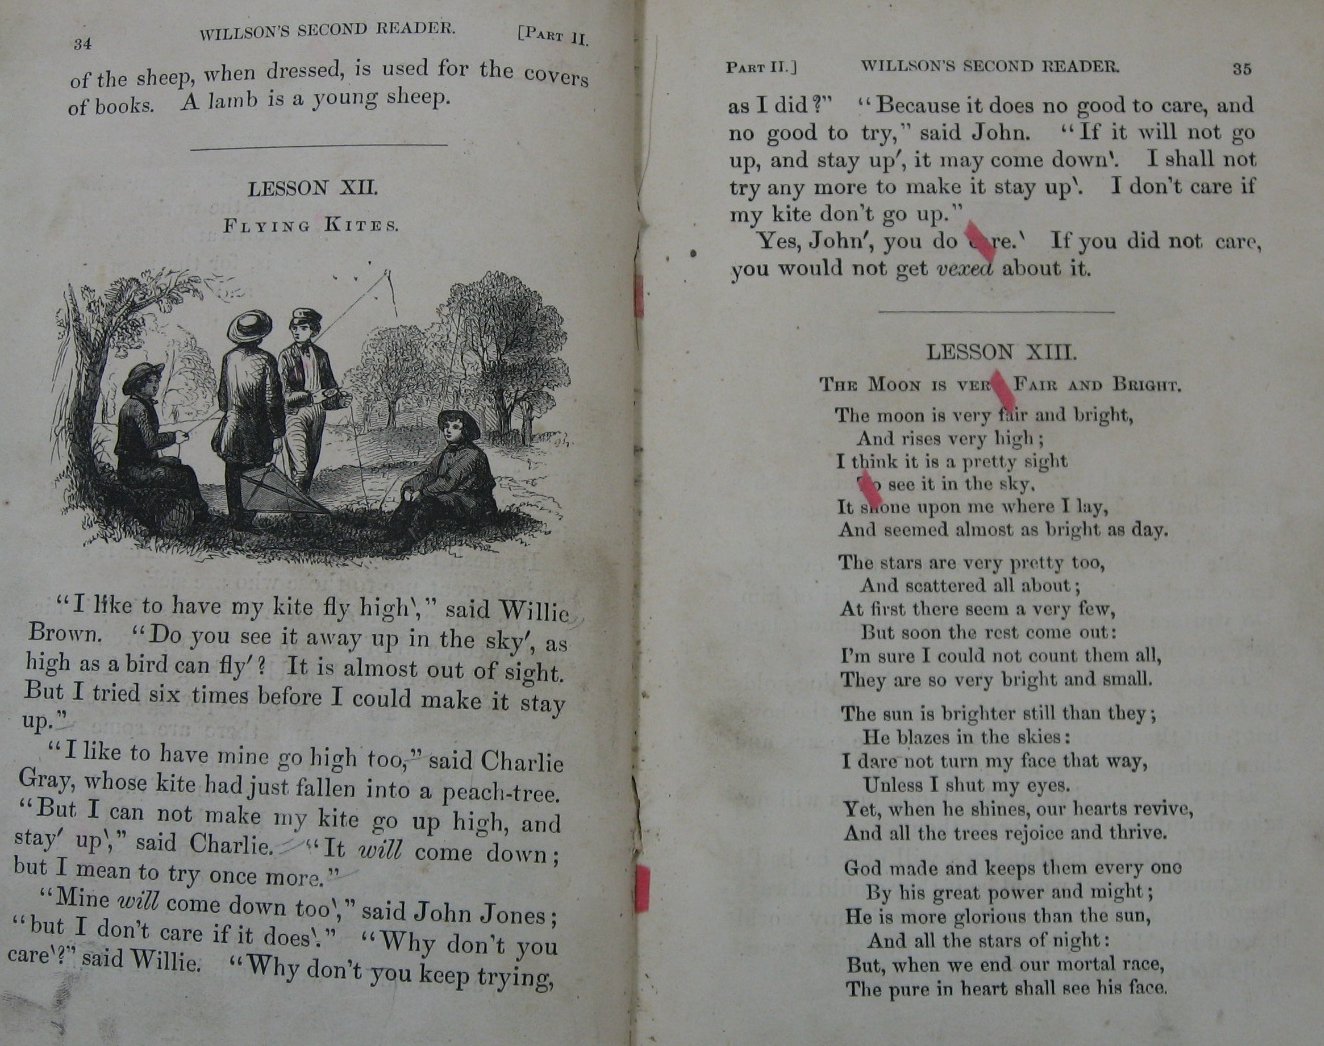 34 WILLSON'S SECOND READER. [PART II.
of the sheep, when dressed, is used for the covers
of books. A lamb is a young sheep.
LESSON XII.
FLYING KITES.
“I like to have my kite fly high‵,” said Willie
Brown. “Do you see it away up in the sky′, as
high as a bird can fly′? It is almost out of sight.
But I tried six times before I could make it stay
up.”
“I like to have mine go high too,” said Charlie
Gray, whose kite had just fallen into a peach-tree.
“But I can not make my kite go up high, and
stay′ up‵,” said Charlie. “It will come down;
but I mean to try once more.”
“Mine will come down too‵,” said John Jones;
“but I don't care if it does‵.” “Why don't you
care‵?” said Willie. “Why don't you keep trying,
PART II.] WILLSON'S SECOND READER. 35
as I did?” “Because it does no good to care, and
no good to try,” said John. “If it will not go
up, and stay up′, it may come down‵. I shall not
try any more to make it stay up‵. I don't care if
my kite don't go up.”
Yes, John′, you do care.‵ If you did not care,
you would not get vexed about it.
LESSON XIII.
THE MOON IS VERY FAIR AND BRIGHT.
The moon is very fair and bright,
And rises very high;
I think it is a pretty sight
To see it in the sky.
It shone upon me where I lay,
And seemed almost as bright as day.
The stars are very pretty too,
And scattered all about;
At first there seem a very few,
But soon the rest come out:
I'm sure I could not count them all,
They are so very bright and small.
The sun is brighter still than they;
He blazes in the skies:
I dare not turn my face that way,
Unless I shut my eyes.
Yet, when he shines, our hearts revive,
And all the trees rejoice and thrive.
God made and keeps them every one
By his great power and might;
He is more glorious than the sun,
And all the stars of night:
But, when we end our mortal race,
The pure in heart shall see his face.